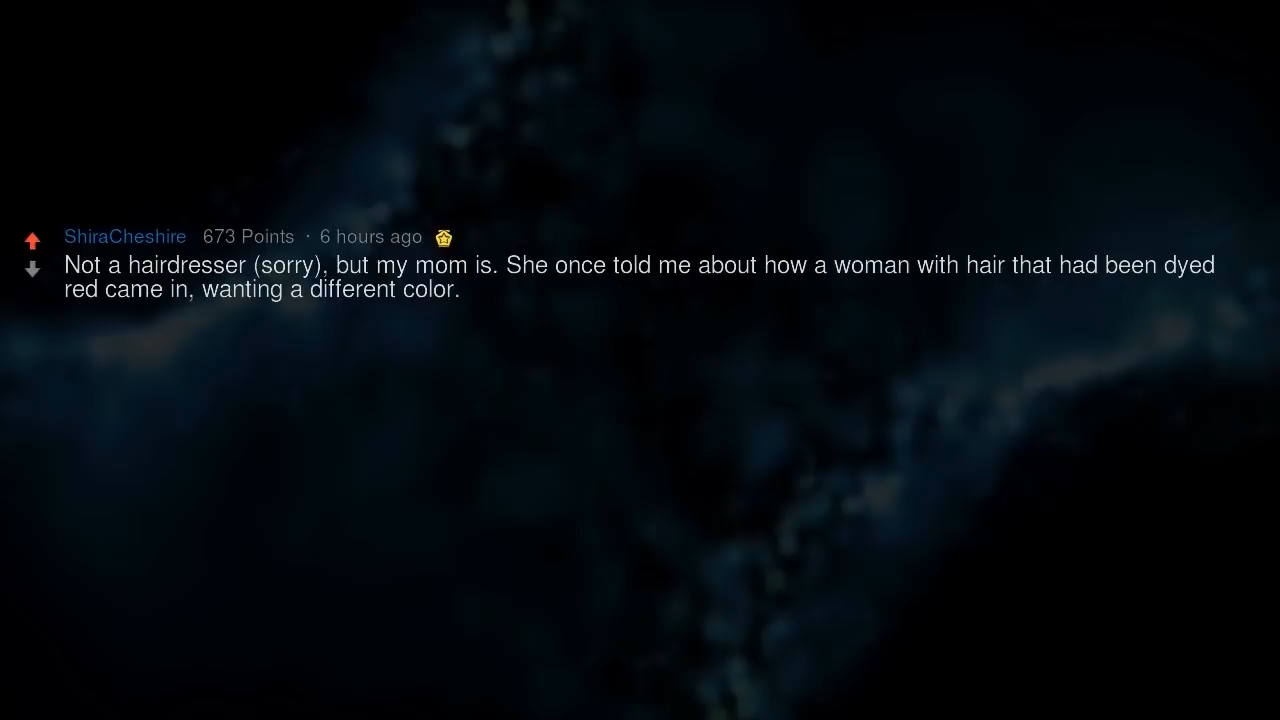 ShiraCheshire 673 Points · 6 hours ago
Not a hairdresser (sorry), but my mom is. She once told me about how a woman with hair that had been dyed
red came in, wanting a different color.